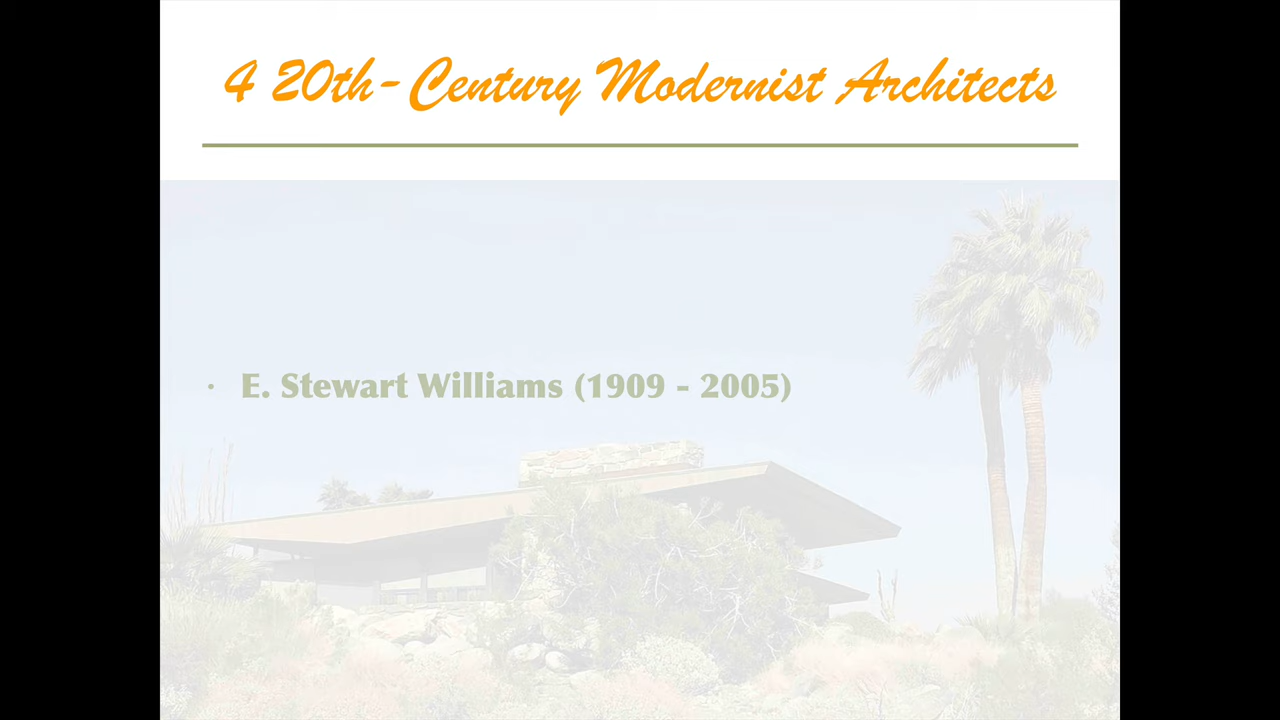 4 20th-Century Modernist Architects
• E. Stewart Williams (1909 - 2005)